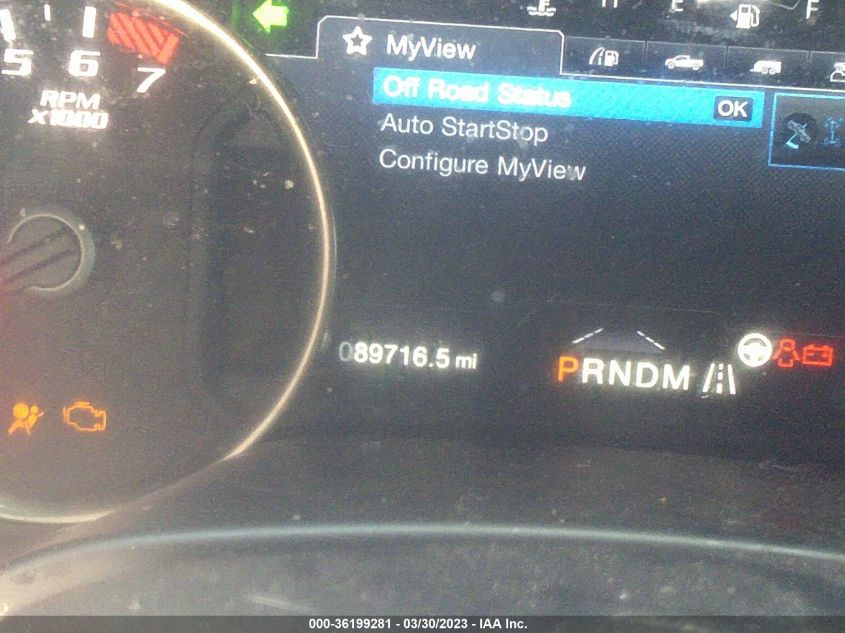 E F
5 6 7
RPM
X1000
MyView
Off Road Status OK
Auto StartStop
Configure MyView
089716.5 mi
PRNDM
000-36199281 - 03/30/2023 - IAA Inc.